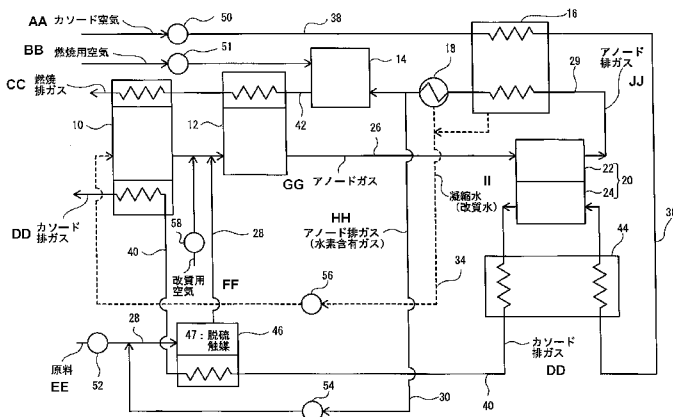 AA カソード空気 50 38 16
BB 燃焼用空気 51 14 18 アノード
排ガス
JJ
CC 燃焼
排ガス
10 12 42 29
26
GG アノードガス
II 22 20
24
凝縮水
(改質水)
DD カソード
排ガス
HH
アノード排ガス
(水素含有ガス)
58 28 44 38
40 改質用
空気
FF 56 34
28 47:脱硫
触媒
46
原料
EE 52
カソード
排ガス
DD
54 30 40